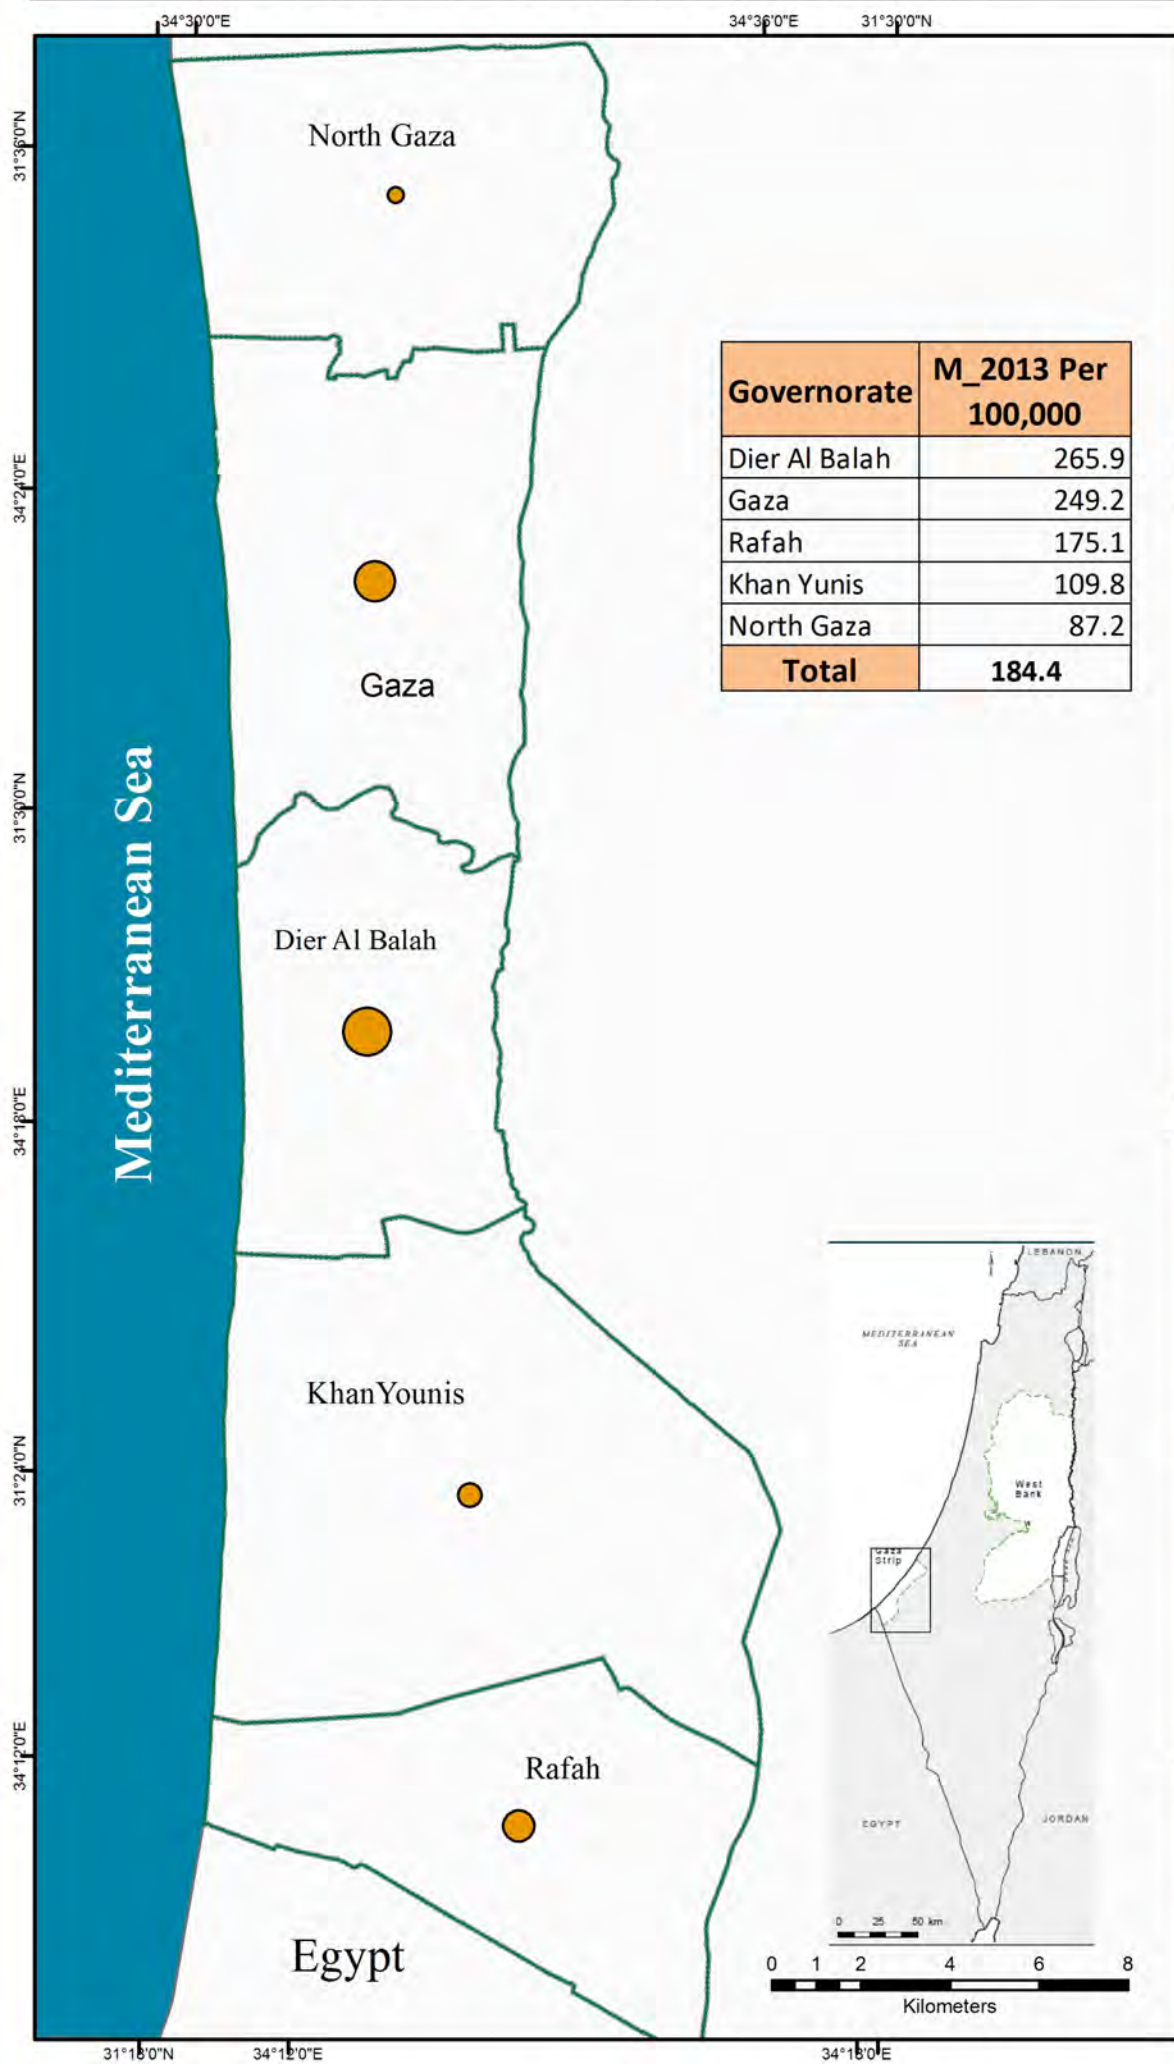 34°30'0"E
34°36'0"E
31°30'0"N
31°36'0"N
North Gaza
Governorate
M_2013 Per
100,000
Dier Al Balah 265.9
34°24'0"E
Gaza 249.2
Rafah 175.1
Khan Yunis 109.8
North Gaza 87.2
Total 184.4
Gaza
Mediterranean Sea
31°30'0"N
Dier Al Balah
34°18'0"E
LEBANON
MEDITERRANEAN
SEA
KhanYounis
31°24'0"N
West
Bank
Gaza
Strip
34°12'0"E
Rafah
EGYPT
JORDAN
0 25 50 km
Egypt
0 1 2 4 6 8
Kilometers
31°18'0"N
34°12'0"E
34°18'0"E